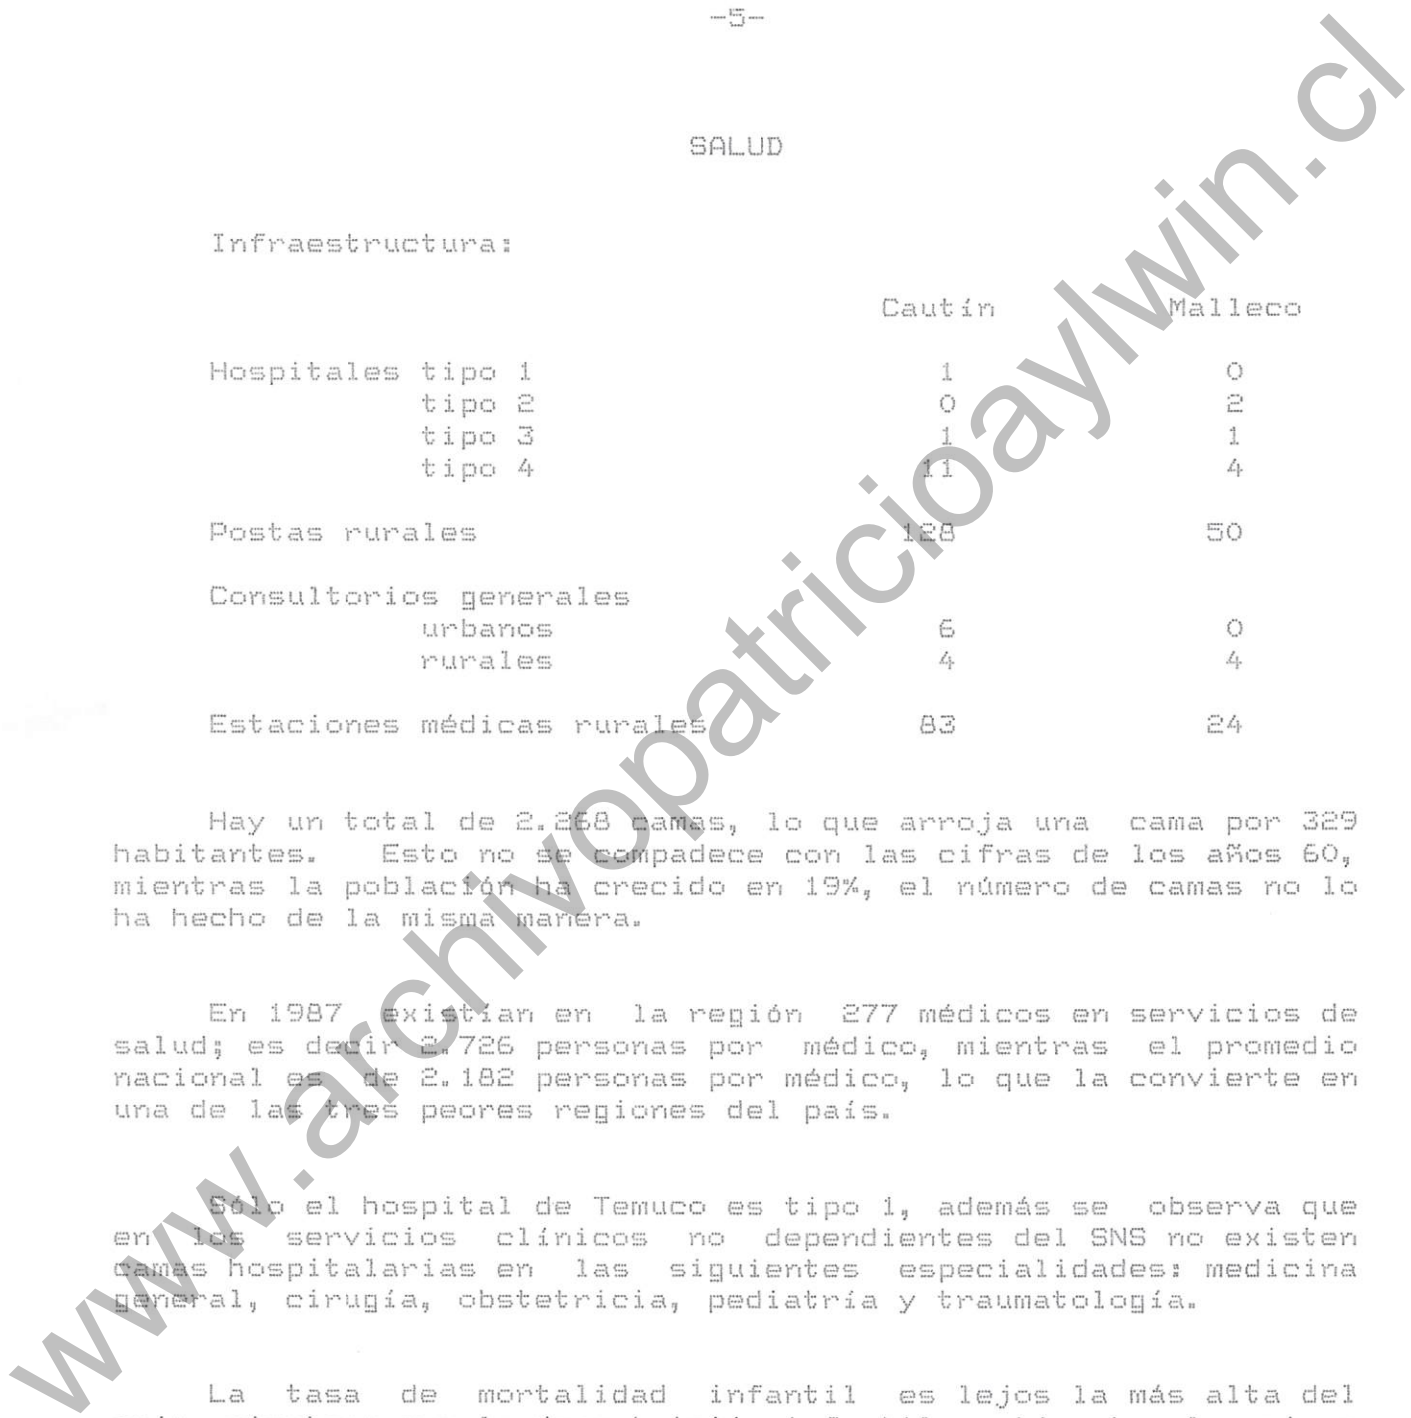 -5-
SALUD
Infraestructura:
Cautín Malleco
Hospitales tipo 1 1 0
tipo 2 0 2
tipo 3 1 1
tipo 4 11 4
Postas rurales 128 50
Consultorios generales
urbanos 6 0
rurales 4 4
Estaciones médicas rurales 83 24
Hay un total de 2.268 camas, lo que arroja una cama por 329
habitantes. Esto no se compadece con las cifras de los años 60,
mientras la población ha crecido en 19%, el número de camas no lo
ha hecho de la misma manera.
En 1987 existían en la región 277 médicos en servicios de
salud; es decir 2.726 personas por médico, mientras el promedio
nacional es de 2.182 personas por médico, lo que la convierte en
una de las tres peores regiones del país.
Sólo el hospital de Temuco es tipo 1, además se observa que
en los servicios clínicos no dependientes del SNS no existen
camas hospitalarias en las siguientes especialidades: medicina
general, cirugía, obstetricia, pediatría y traumatología.
La tasa de mortalidad infantil es lejos la más alta del
www.archivopatricioaylwin.cl